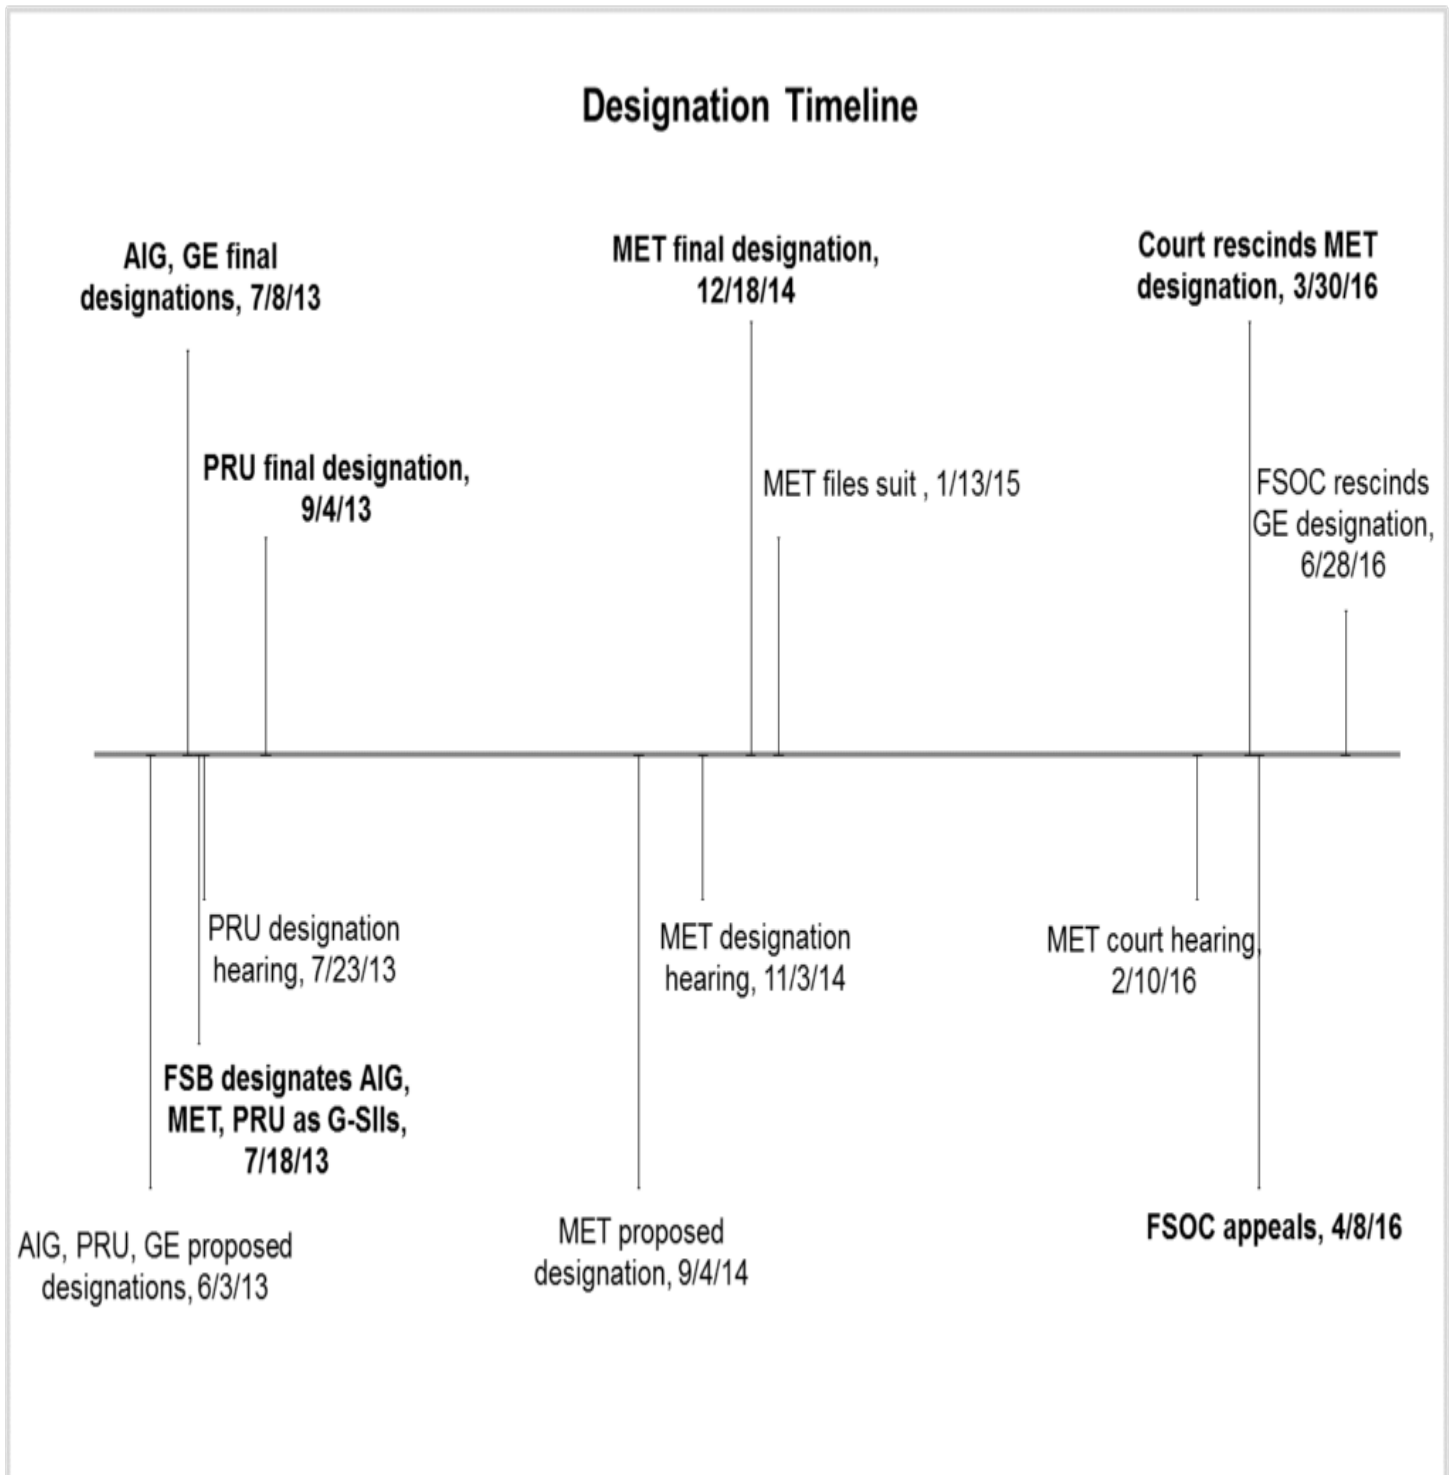 Designation Timeline
AIG, GE final
designations, 7/8/13
MET final designation,
12/18/14
Court rescinds MET
designation, 3/30/16
PRU final designation,
9/4/13
MET files suit , 1/13/15
FSOC rescinds
GE designation,
6/28/16
PRU designation
hearing, 7/23/13
MET designation
hearing, 11/3/14
MET court hearing,
2/10/16
FSB designates AIG,
MET, PRU as G-SIIs,
7/18/13
AIG, PRU, GE proposed
designations, 6/3/13
MET proposed
designation, 9/4/14
FSOC appeals, 4/8/16